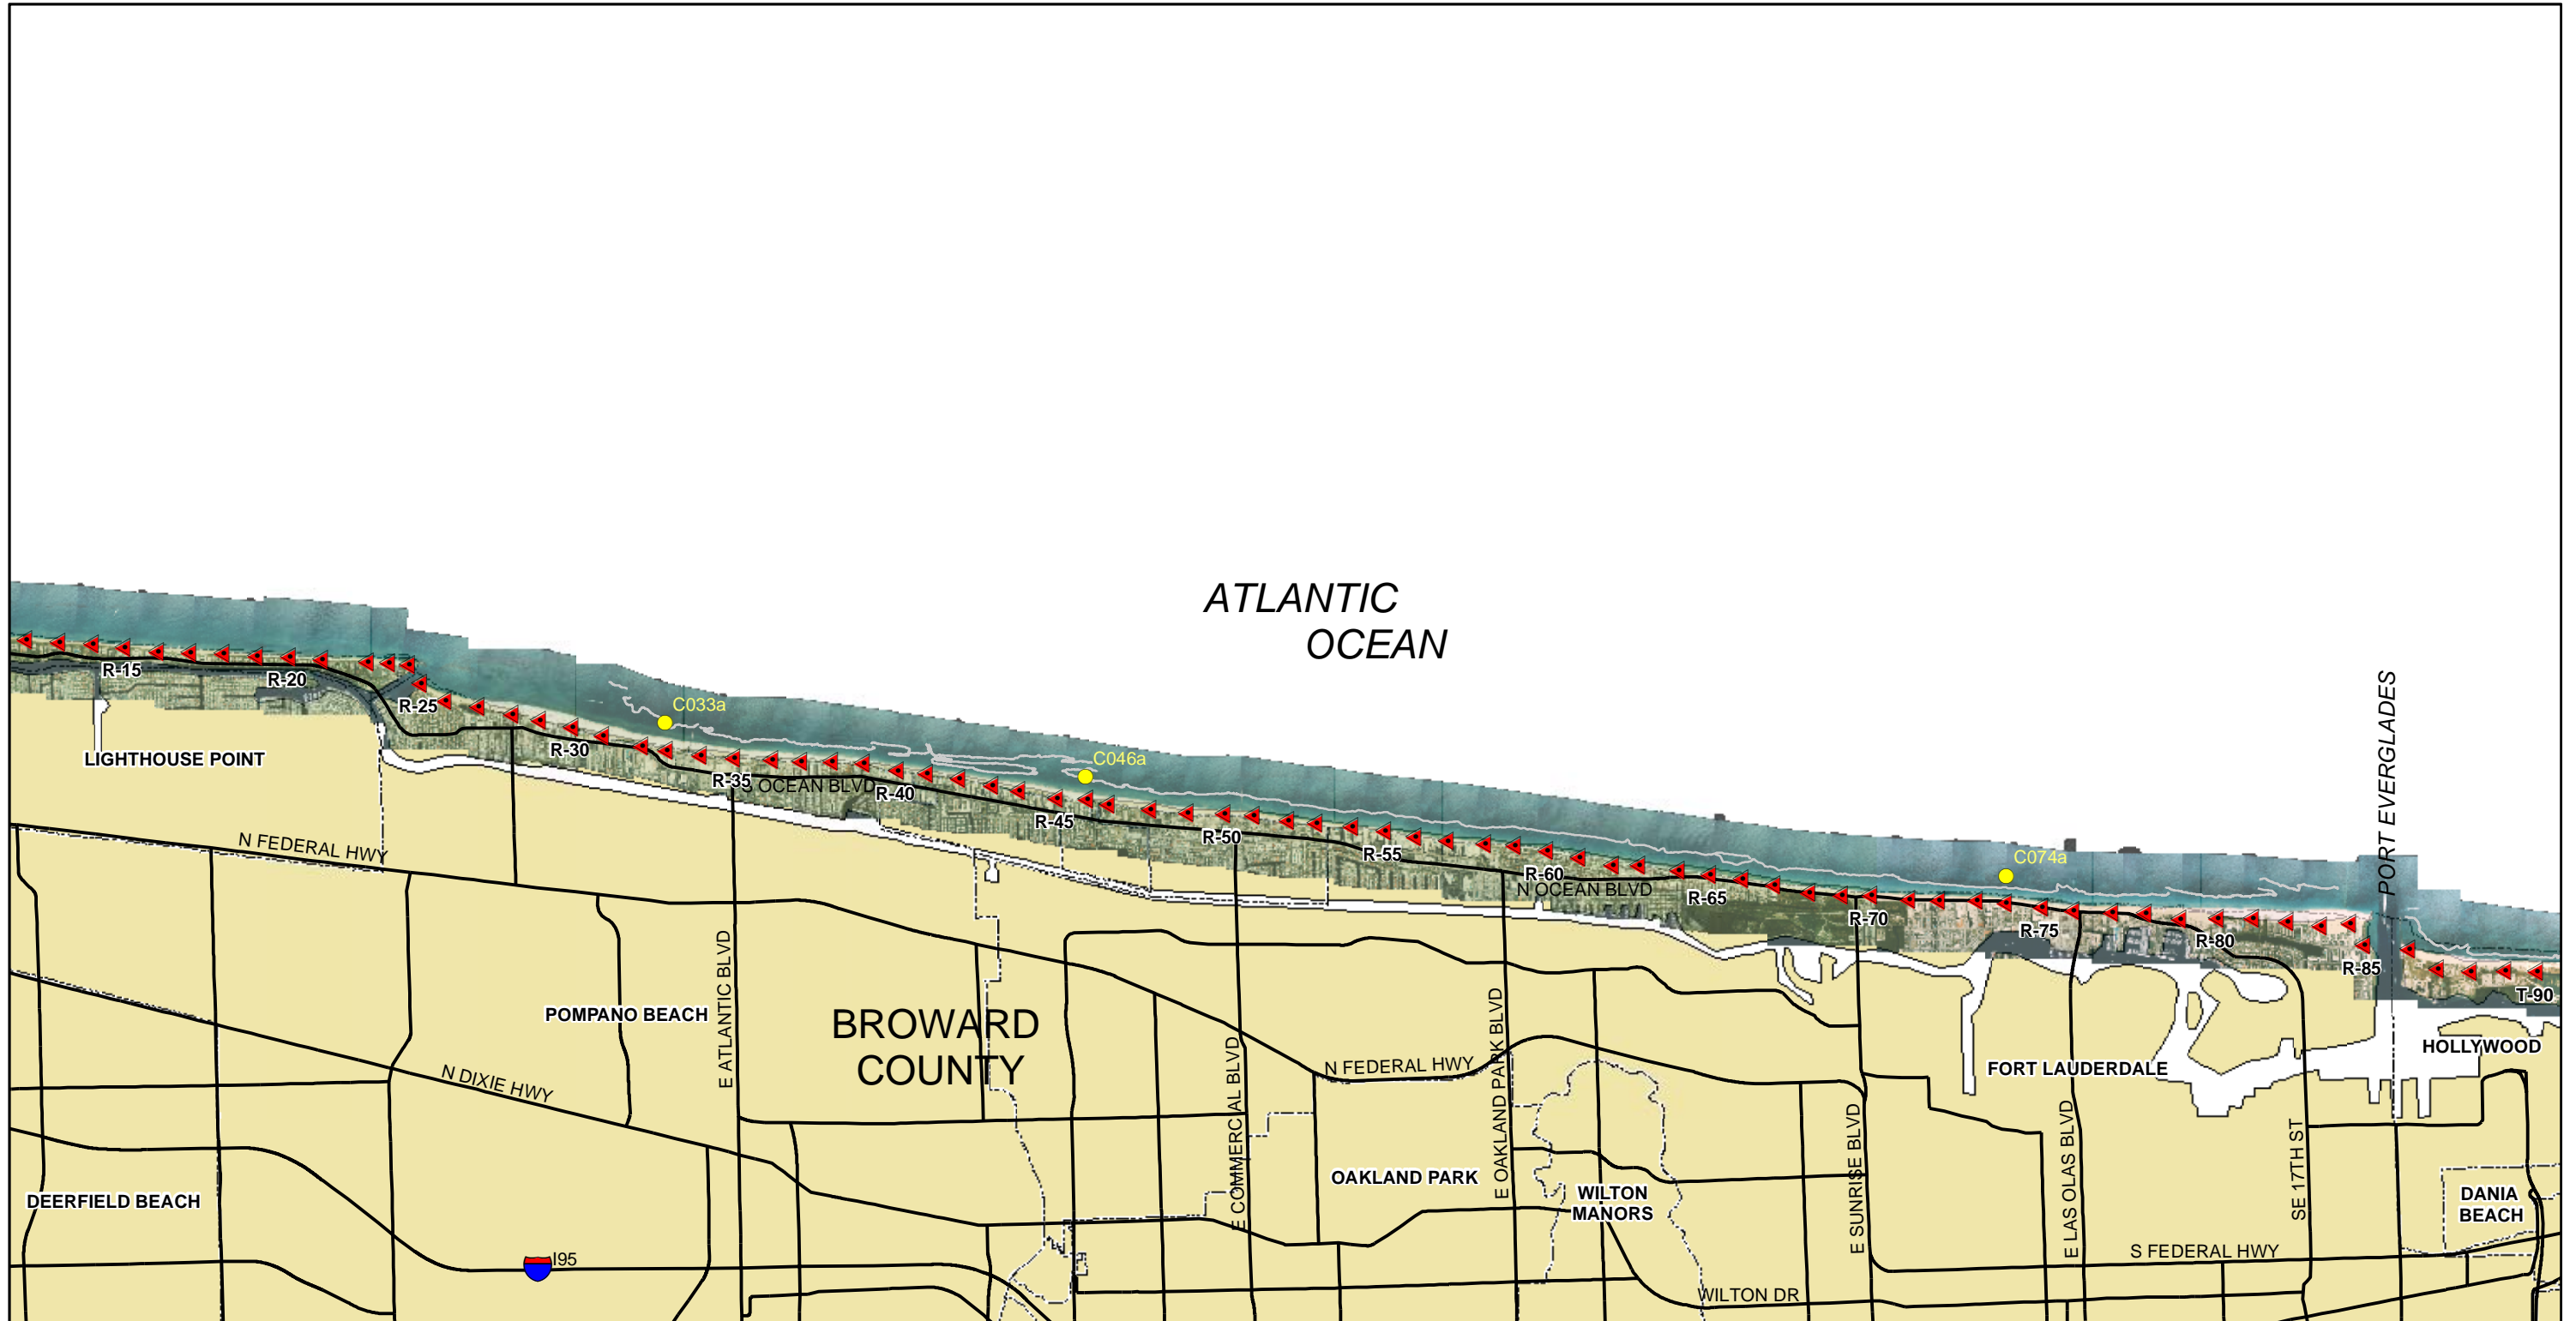 ATLANTIC
OCEAN
PORT EVERGLADES
R-15
R-20
R-25
R-30
R-35
R-40
R-45
R-50
R-55
R-60
R-65
R-70
R-75
R-80
R-85
T-90
C033a
C046a
C074a
S OCEAN BLVD
N OCEAN BLVD
LIGHTHOUSE POINT
N FEDERAL HWY
POMPANO BEACH
E ATLANTIC BLVD
BROWARD
COUNTY
N DIXIE HWY
E COMMERCIAL BLVD
N FEDERAL HWY
E OAKLAND PARK BLVD
OAKLAND PARK
WILTON
MANORS
E SUNRISE BLVD
FORT LAUDERDALE
E LAS OLAS BLVD
SE 17TH ST
HOLLYWOOD
DANIA
BEACH
DEERFIELD BEACH
I95
S FEDERAL HWY
WILTON DR